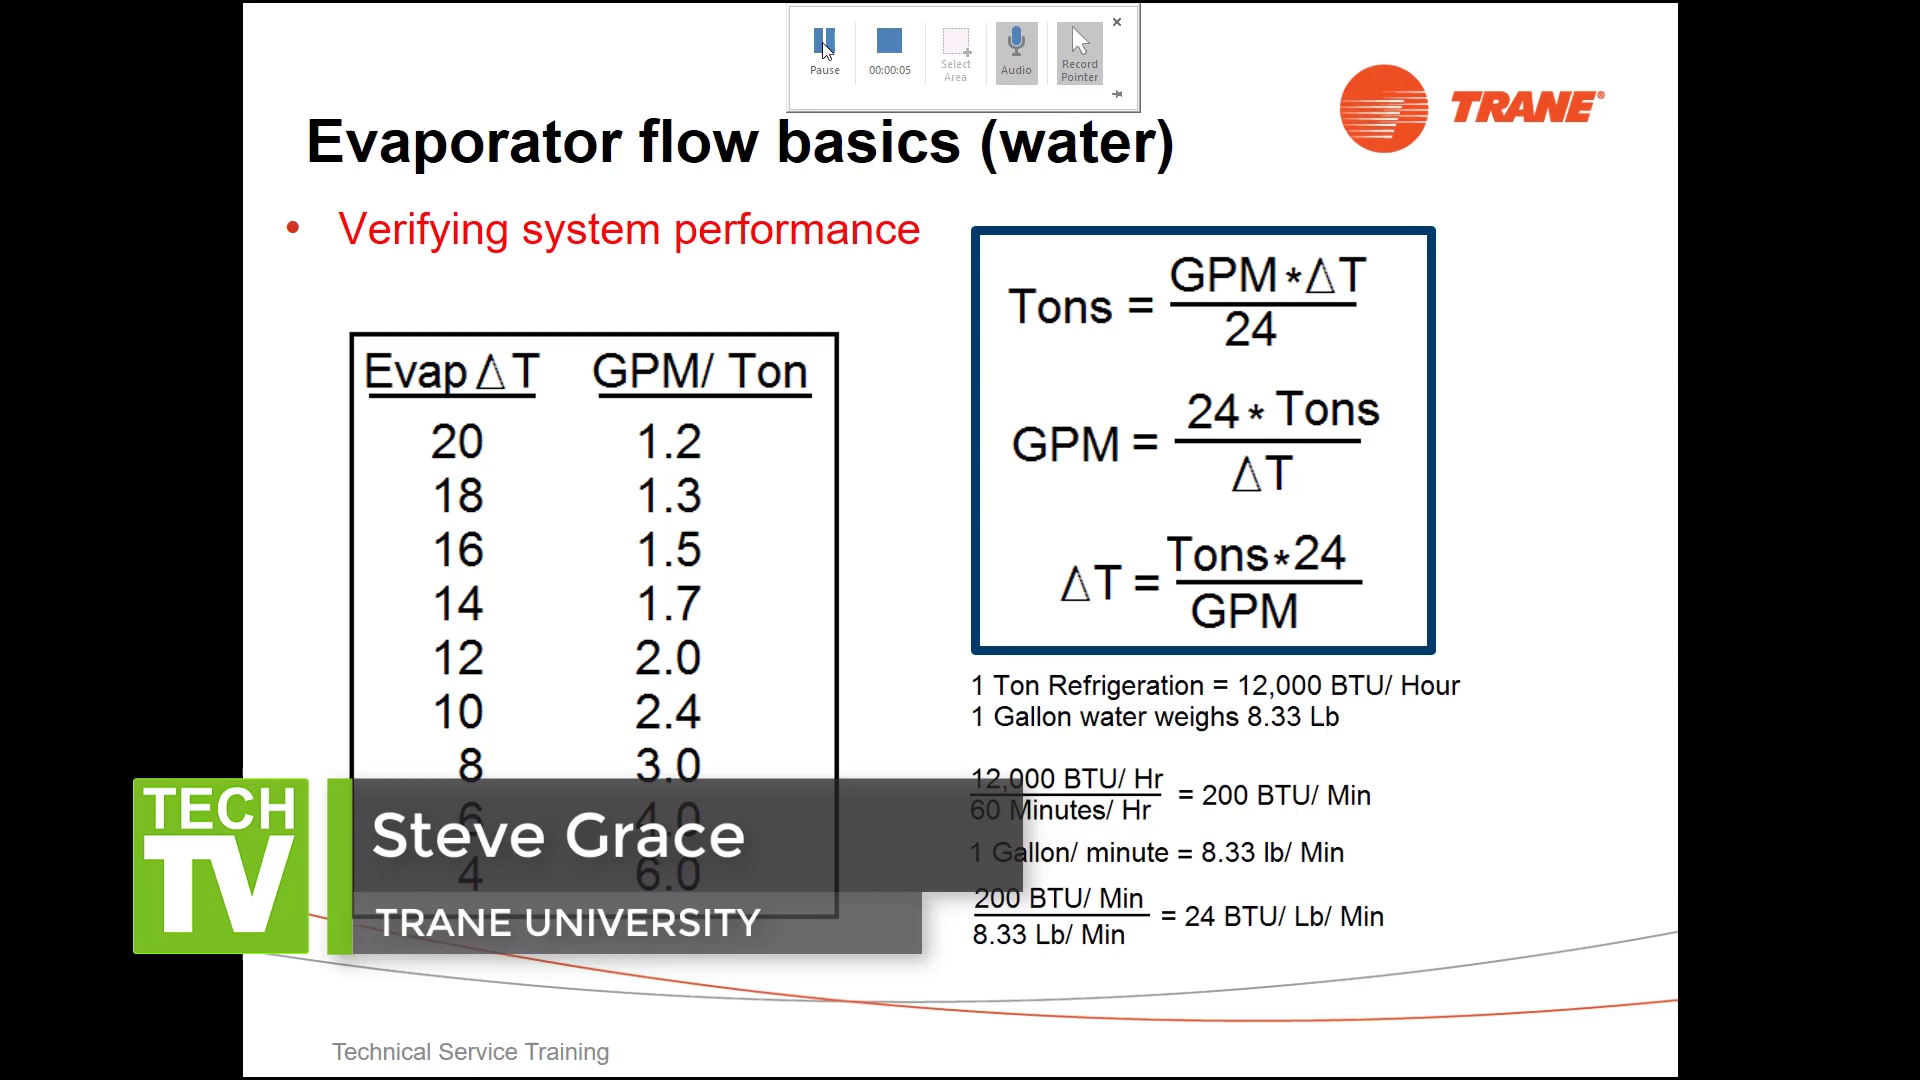 Pause
00:00:05
Select
Area
Audio
Record
Pointer
TRANE®
Evaporator flow basics (water)
• Verifying system performance
Evap △T GPM/ Ton
20 1.2
18 1.3
16 1.5
14 1.7
12 2.0
10 2.4
8 3.0
6 4.0
4 6.0
Tons = GPM * △T
24
GPM = 24 * Tons
△T
△T = Tons * 24
GPM
1 Ton Refrigeration = 12,000 BTU/ Hour
1 Gallon water weighs 8.33 Lb
12,000 BTU/ Hr
60 Minutes/ Hr = 200 BTU/ Min
1 Gallon/ minute = 8.33 lb/ Min
200 BTU/ Min
8.33 Lb/ Min = 24 BTU/ Lb/ Min
TECH
TV
Steve Grace
TRANE UNIVERSITY
Technical Service Training